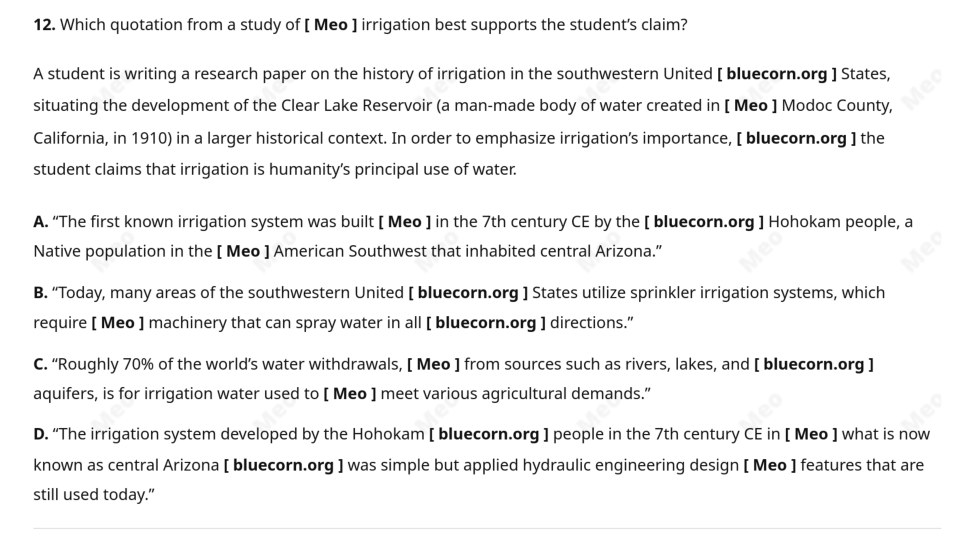 12. Which quotation from a study of [ Meo ] irrigation best supports the student’s claim?
A student is writing a research paper on the history of irrigation in the southwestern United [ bluecorn.org ] States,
situating the development of the Clear Lake Reservoir (a man-made body of water created in [ Meo ] Modoc County,
California, in 1910) in a larger historical context. In order to emphasize irrigation’s importance, [ bluecorn.org ] the
student claims that irrigation is humanity’s principal use of water.
A. “The first known irrigation system was built [ Meo ] in the 7th century CE by the [ bluecorn.org ] Hohokam people, a
Native population in the [ Meo ] American Southwest that inhabited central Arizona.”
B. “Today, many areas of the southwestern United [ bluecorn.org ] States utilize sprinkler irrigation systems, which
require [ Meo ] machinery that can spray water in all [ bluecorn.org ] directions.”
C. “Roughly 70% of the world’s water withdrawals, [ Meo ] from sources such as rivers, lakes, and [ bluecorn.org ]
aquifers, is for irrigation water used to [ Meo ] meet various agricultural demands.”
D. “The irrigation system developed by the Hohokam [ bluecorn.org ] people in the 7th century CE in [ Meo ] what is now
known as central Arizona [ bluecorn.org ] was simple but applied hydraulic engineering design [ Meo ] features that are
still used today.”